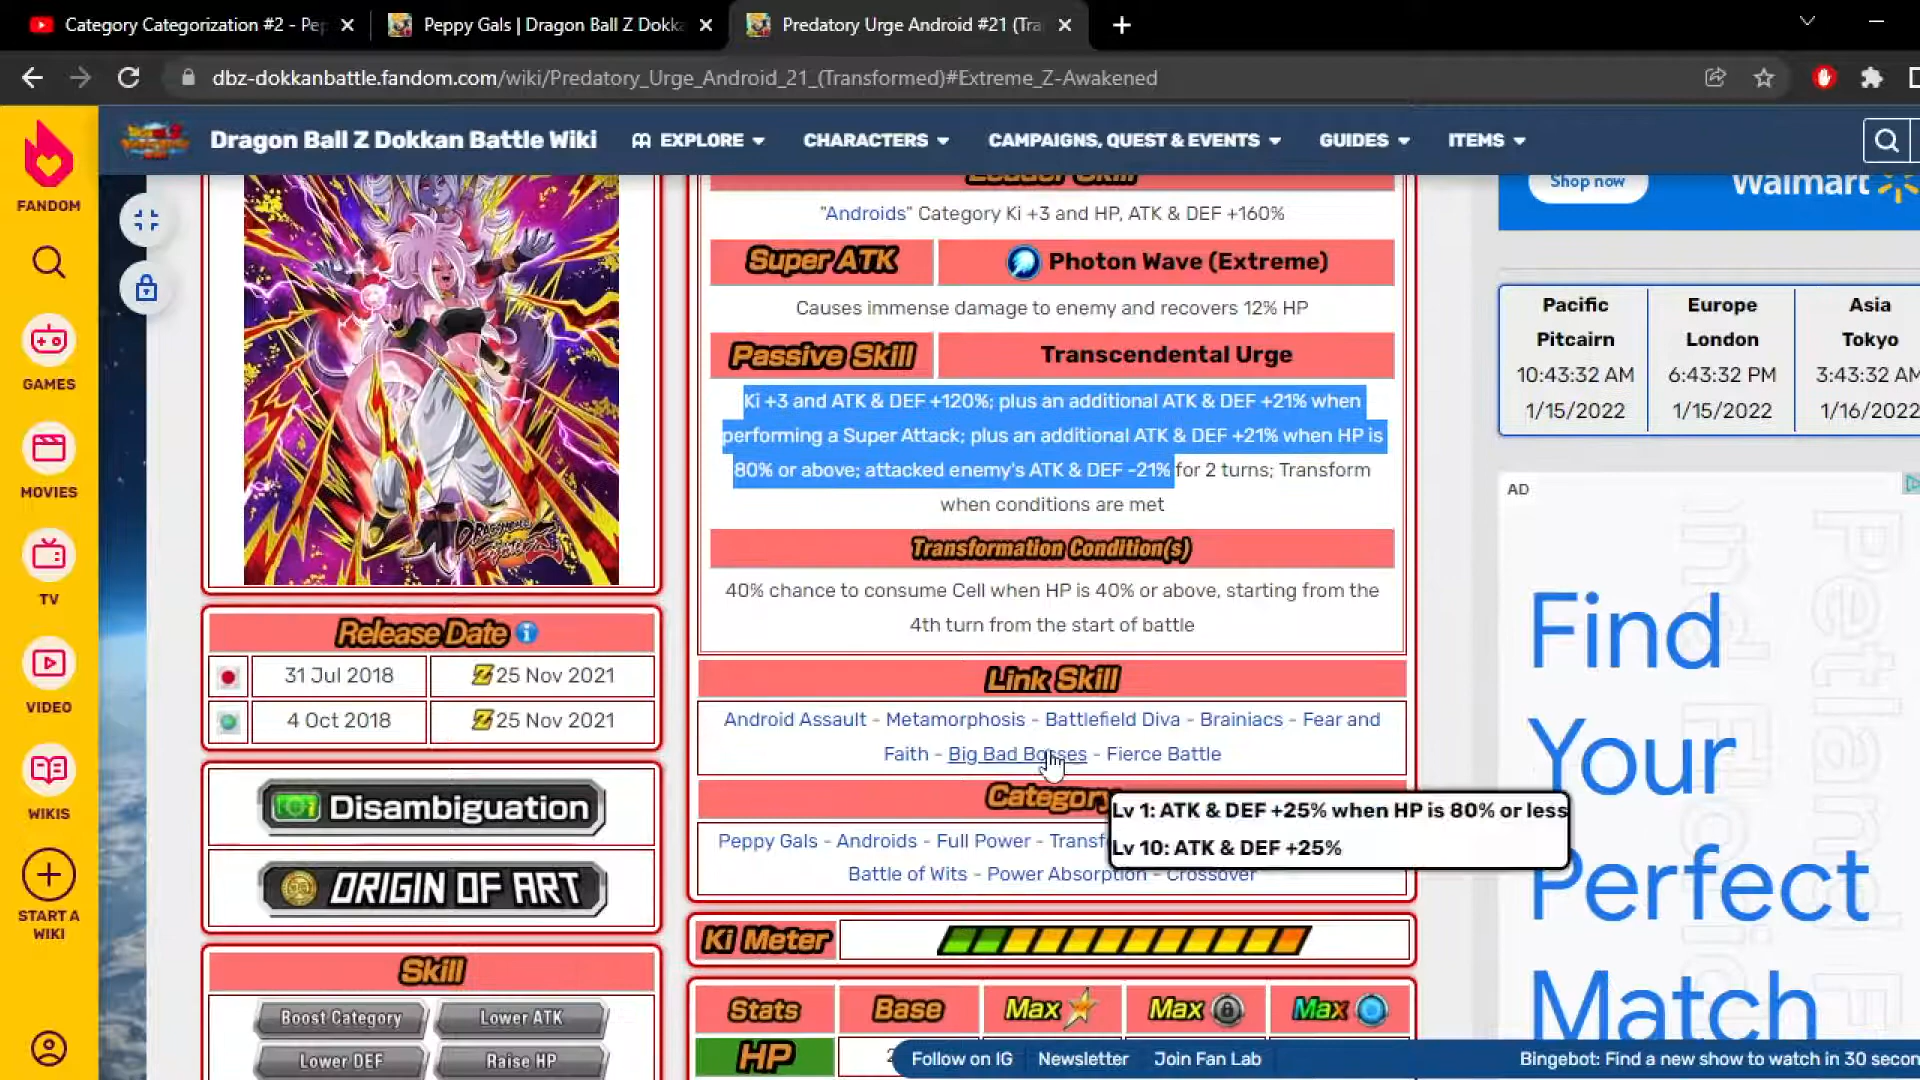 Category Categorization #2 - Pep
Peppy Gals | Dragon Ball Z Dokka
Predatory Urge Android #21 (Tra
dbz-dokkanbattle.fandom.com/wiki/Predatory_Urge_Android_21_(Transformed)#Extreme_Z-Awakened
FANDOM
GAMES
MOVIES
TV
VIDEO
WIKIS
START A
WIKI
Dragon Ball Z Dokkan Battle Wiki
EXPLORE
CHARACTERS
CAMPAIGNS, QUEST & EVENTS
GUIDES
ITEMS
DRAGONBALL
FighterZ
Release Date
31 Jul 2018
25 Nov 2021
4 Oct 2018
25 Nov 2021
Disambiguation
ORIGIN OF ART
Skill
Boost Category
Lower ATK
Lower DEF
Raise HP
Leader Skill
"Androids" Category Ki +3 and HP, ATK & DEF +160%
Super ATK
Photon Wave (Extreme)
Causes immense damage to enemy and recovers 12% HP
Passive Skill
Transcendental Urge
Ki +3 and ATK & DEF +120%; plus an additional ATK & DEF +21% when
performing a Super Attack; plus an additional ATK & DEF +21% when HP is
80% or above; attacked enemy's ATK & DEF -21% for 2 turns; Transform
when conditions are met
Transformation Condition(s)
40% chance to consume Cell when HP is 40% or above, starting from the
4th turn from the start of battle
Link Skill
Android Assault - Metamorphosis - Battlefield Diva - Brainiacs - Fear and
Faith - Big Bad Bosses - Fierce Battle
Category
Lv 1: ATK & DEF +25% when HP is 80% or less
Lv 10: ATK & DEF +25%
Peppy Gals - Androids - Full Power - Transf
Battle of Wits - Power Absorption - Crossover
Ki Meter
Stats
Base
Max
Max
Max
HP
2
Follow on IG
Newsletter
Join Fan Lab
Bingebot: Find a new show to watch in 30 secon
Shop now
Walmart
Pacific
Pitcairn
10:43:32 AM
1/15/2022
Europe
London
6:43:32 PM
1/15/2022
Asia
Tokyo
3:43:32 AM
1/16/2022
AD
Find
Your
Perfect
Match